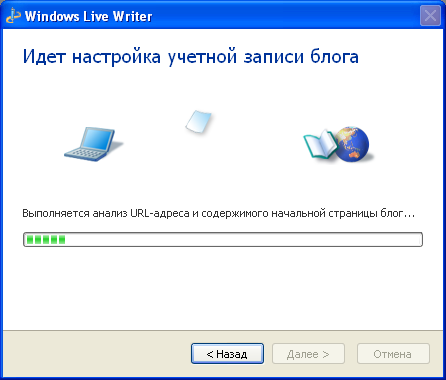 Windows Live Writer
Идет настройка учетной записи блога
Выполняется анализ URL-адреса и содержимого начальной страницы блог...
< Назад
Далее >
Отмена